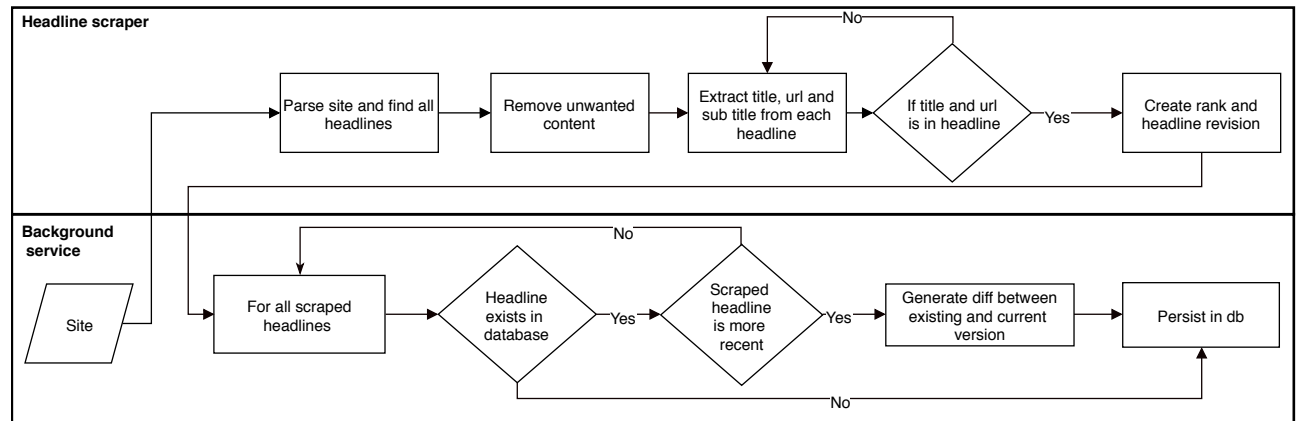 Headline scraper
No
Parse site and find all
headlines
Remove unwanted
content
Extract title, url and
sub title from each
headline
If title and url
is in headline
Yes
Create rank and
headline revision
Background
service
No
Site
For all scraped
headlines
Headline
exists in
database
Yes
Scraped
headline
is more
recent
Yes
Generate diff between
existing and current
version
Persist in db
No